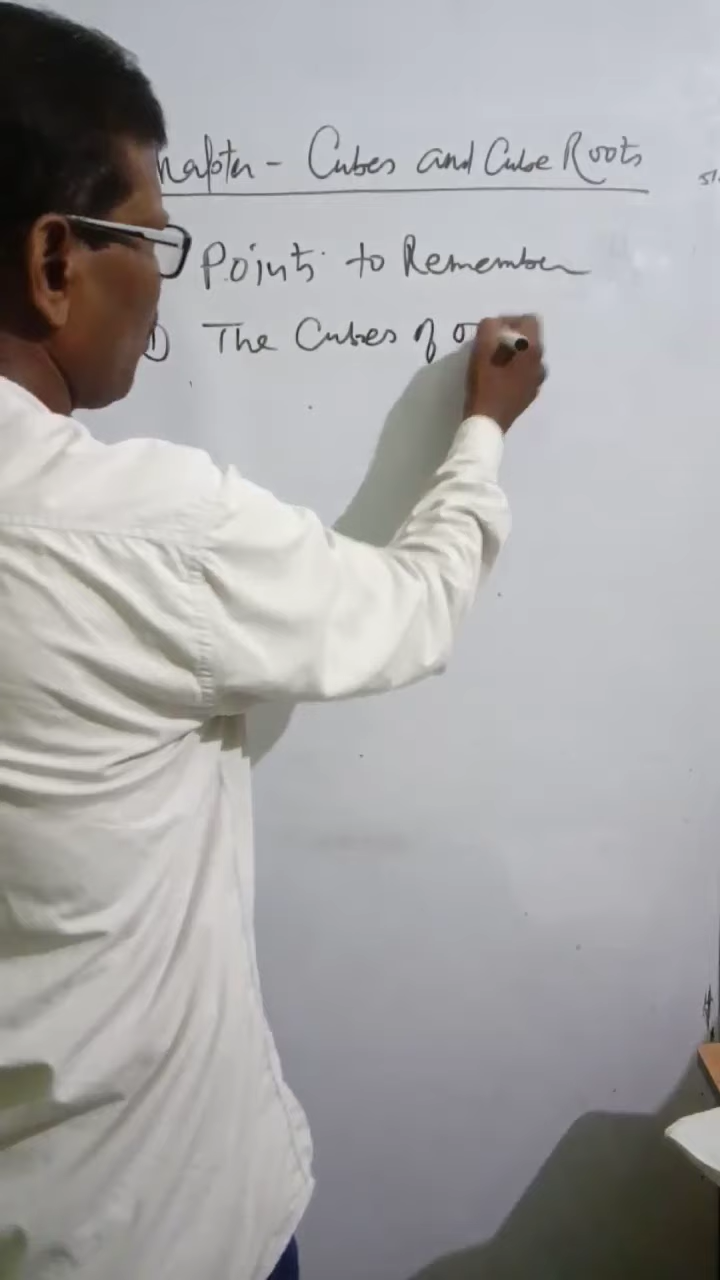 hapter - Cubes and Cube Roots
Points to Remember
1) The Cubes of